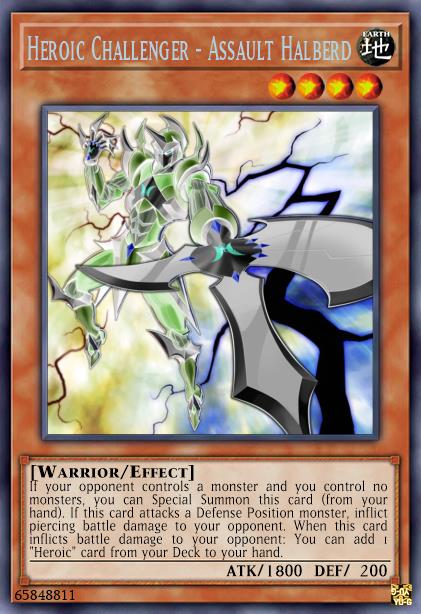 Heroic Challenger - Assault Halberd
EARTH
地
[Warrior/Effect]
If your opponent controls a monster and you control no
monsters, you can Special Summon this card (from your
hand). If this card attacks a Defense Position monster, inflict
piercing battle damage to your opponent. When this card
inflicts battle damage to your opponent: You can add 1
"Heroic" card from your Deck to your hand.
ATK/1800 DEF/ 200
65848811